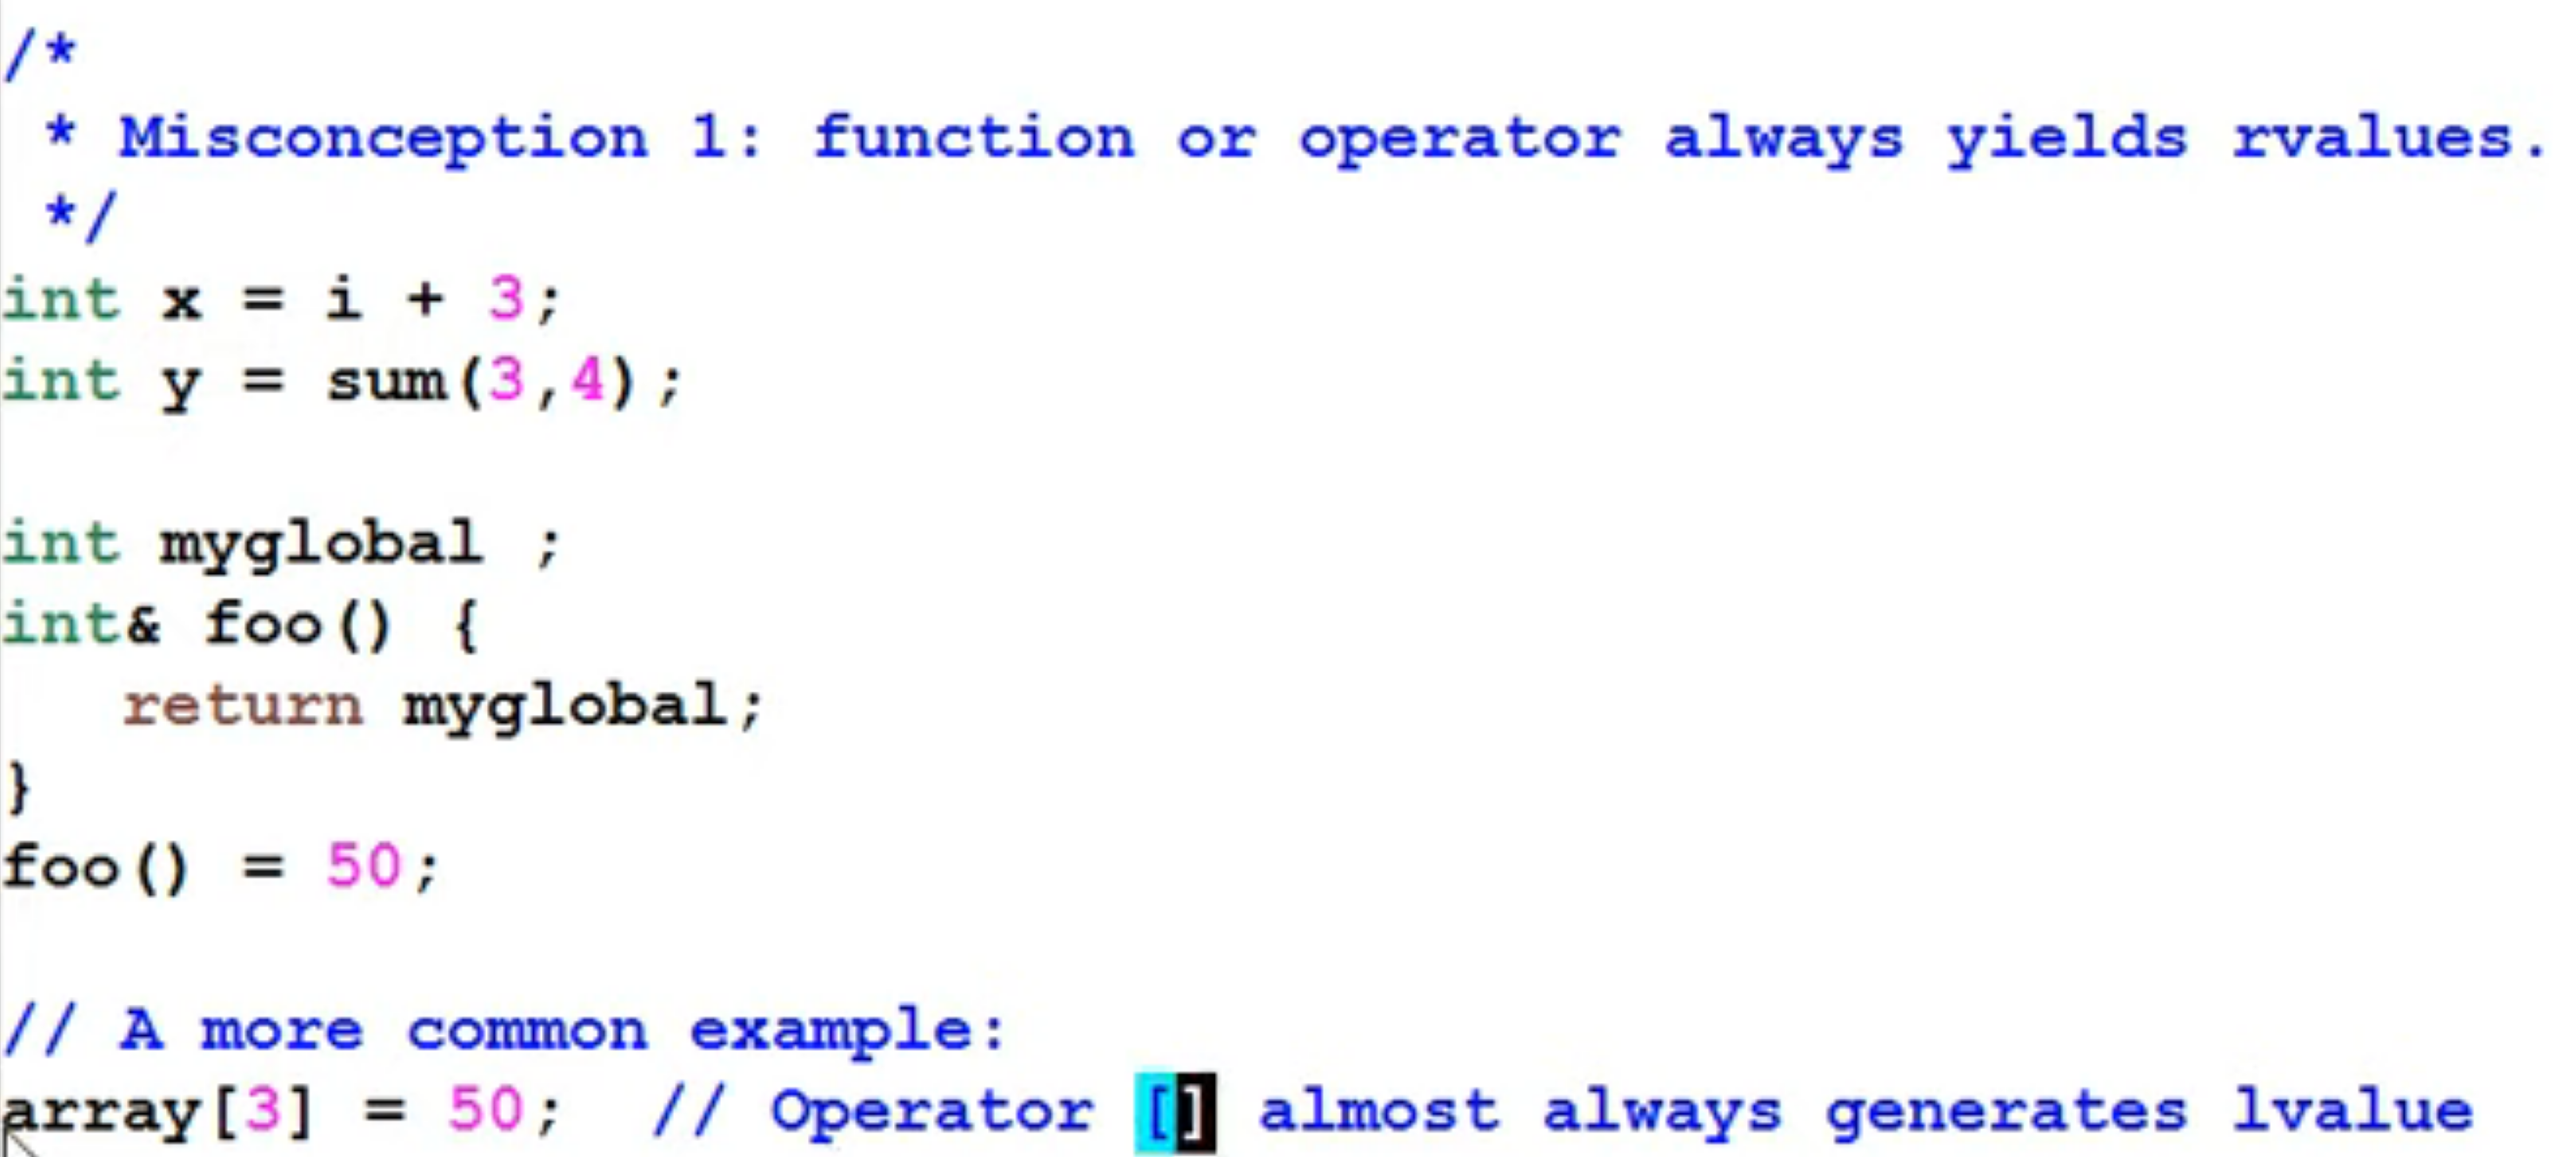 /*
 * Misconception 1: function or operator always yields rvalues.
 */
int x = i + 3;
int y = sum(3,4);
int myglobal ;
int& foo() {
   return myglobal;
}
foo() = 50;
// A more common example:
array[3] = 50;  // Operator [] almost always generates lvalue